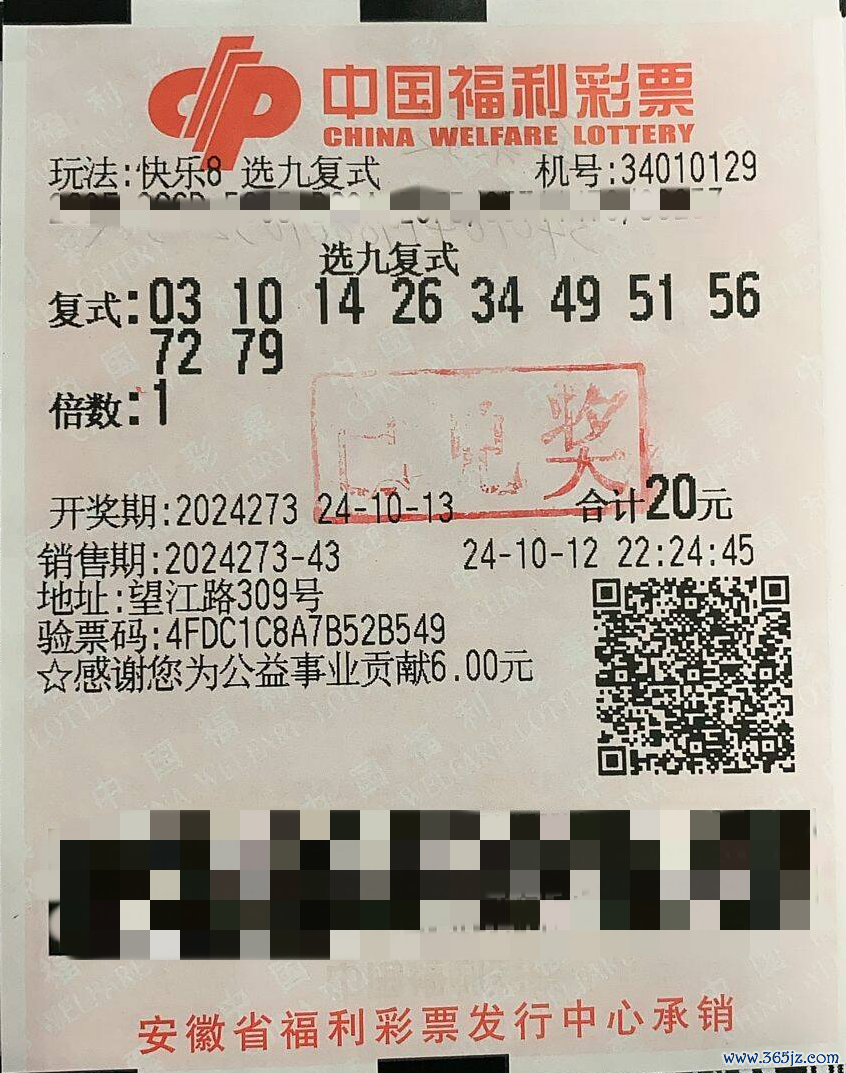 中国福利彩票
CHINA WELFARE LOTTERY
玩法:快乐8 选九复式 机号:34010129
选九复式
复式:03 10 14 26 34 49 51 56
72 79
倍数:1
已兑奖
开奖期:2024273 24-10-13 合计20元
销售期:2024273-43 24-10-12 22:24:45
地址:望江路309号
验票码:4FDC1C8A7B52B549
☆感谢您为公益事业贡献6.00元
安徽省福利彩票发行中心承销
www.365jz.com